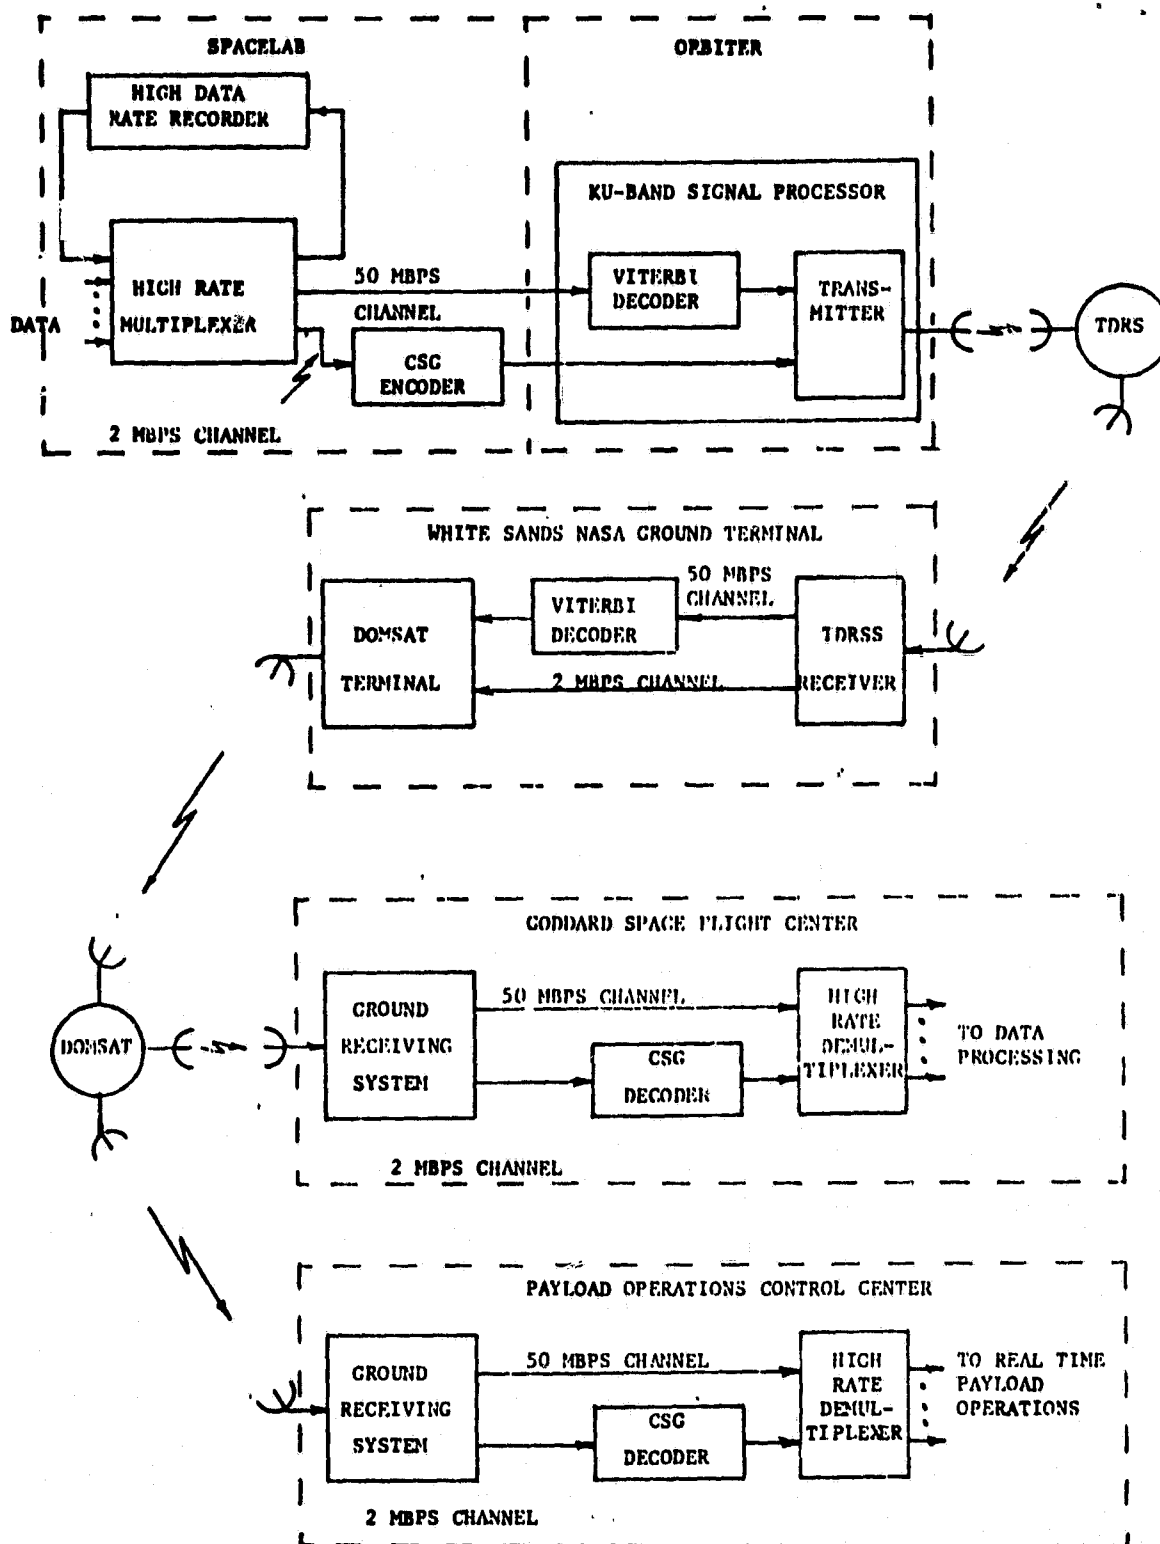 SPACELAB
ORBITER
HIGH DATA
RATE RECORDER
KU-BAND SIGNAL PROCESSOR
HIGH RATE
MULTIPLEXER
DATA
50 MBPS
CHANNEL
VITERBI
DECODER
TRANS-
MITTER
TDRS
CSG
ENCODER
2 MBPS CHANNEL
WHITE SANDS NASA GROUND TERMINAL
DOMSAT
TERMINAL
VITERBI
DECODER
50 MBPS
CHANNEL
2 MBPS CHANNEL
TDRSS
RECEIVER
GODDARD SPACE FLIGHT CENTER
DOMSAT
GROUND
RECEIVING
SYSTEM
50 MBPS CHANNEL
CSG
DECODER
HIGH
RATE
DEMUL-
TIPLEXER
TO DATA
PROCESSING
2 MBPS CHANNEL
PAYLOAD OPERATIONS CONTROL CENTER
GROUND
RECEIVING
SYSTEM
50 MBPS CHANNEL
CSG
DECODER
HIGH
RATE
DEMUL-
TIPLEXER
TO REAL TIME
PAYLOAD
OPERATIONS
2 MBPS CHANNEL